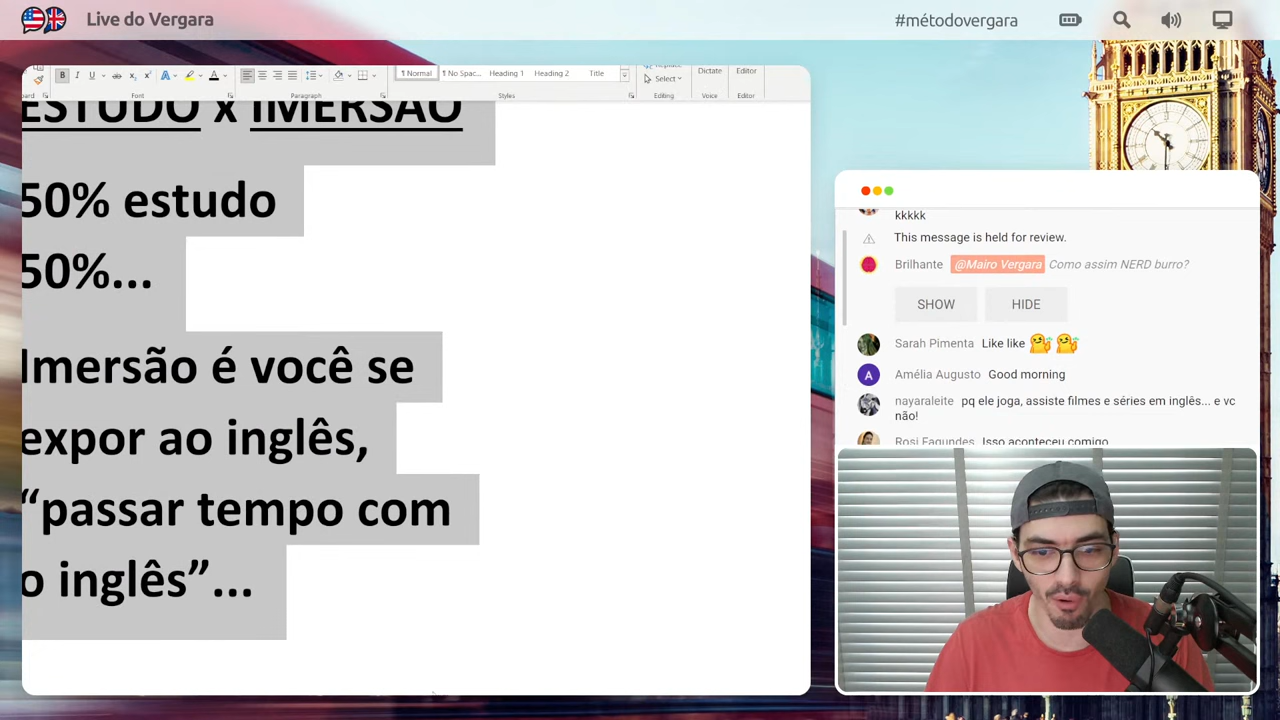 Live do Vergara
#métodovergara
B I U ab x₂ x² A A
Normal No Spac... Heading 1 Heading 2 Title
Select
Dictate
Editor
Font
Paragraph
Styles
Editing
Voice
Editor
ESTUDO x IMERSÃO
50% estudo
50%...
Imersão é você se
expor ao inglês,
“passar tempo com
o inglês”...
kkkkk
This message is held for review.
Brilhante @Mairo Vergara Como assim NERD burro?
SHOW HIDE
Sarah Pimenta Like like
A Amélia Augusto Good morning
nayaraleite pq ele joga, assiste filmes e séries em inglês... e vc
não!
Rosi Fagundes Isso aconteceu comigo